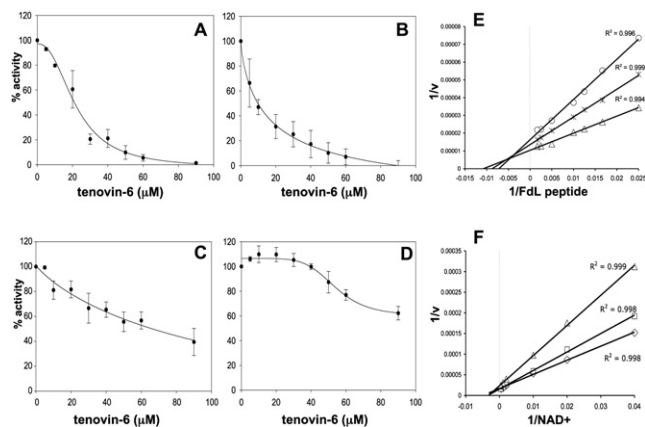 A
% activity
120
100
80
60
40
20
0
0 20 40 60 80 100
tenovin-6 (µM)
B
120
100
80
60
40
20
0
0 20 40 60 80 100
tenovin-6 (µM)
E
1/v
0.00008
0.00007
0.00006
0.00005
0.00004
0.00003
0.00002
0.00001
0
-0.015 -0.01 -0.005 0 0.005 0.01 0.015 0.02 0.025
R² = 0.996
R² = 0.999
R² = 0.994
1/FdL peptide
C
% activity
120
100
80
60
40
20
0
0 20 40 60 80 100
tenovin-6 (µM)
D
120
100
80
60
40
20
0
0 20 40 60 80 100
tenovin-6 (µM)
F
1/v
0.00035
0.0003
0.00025
0.0002
0.00015
0.0001
0.00005
0
-0.01 0 0.01 0.02 0.03 0.04
R² = 0.999
R² = 0.998
R² = 0.998
1/NAD+